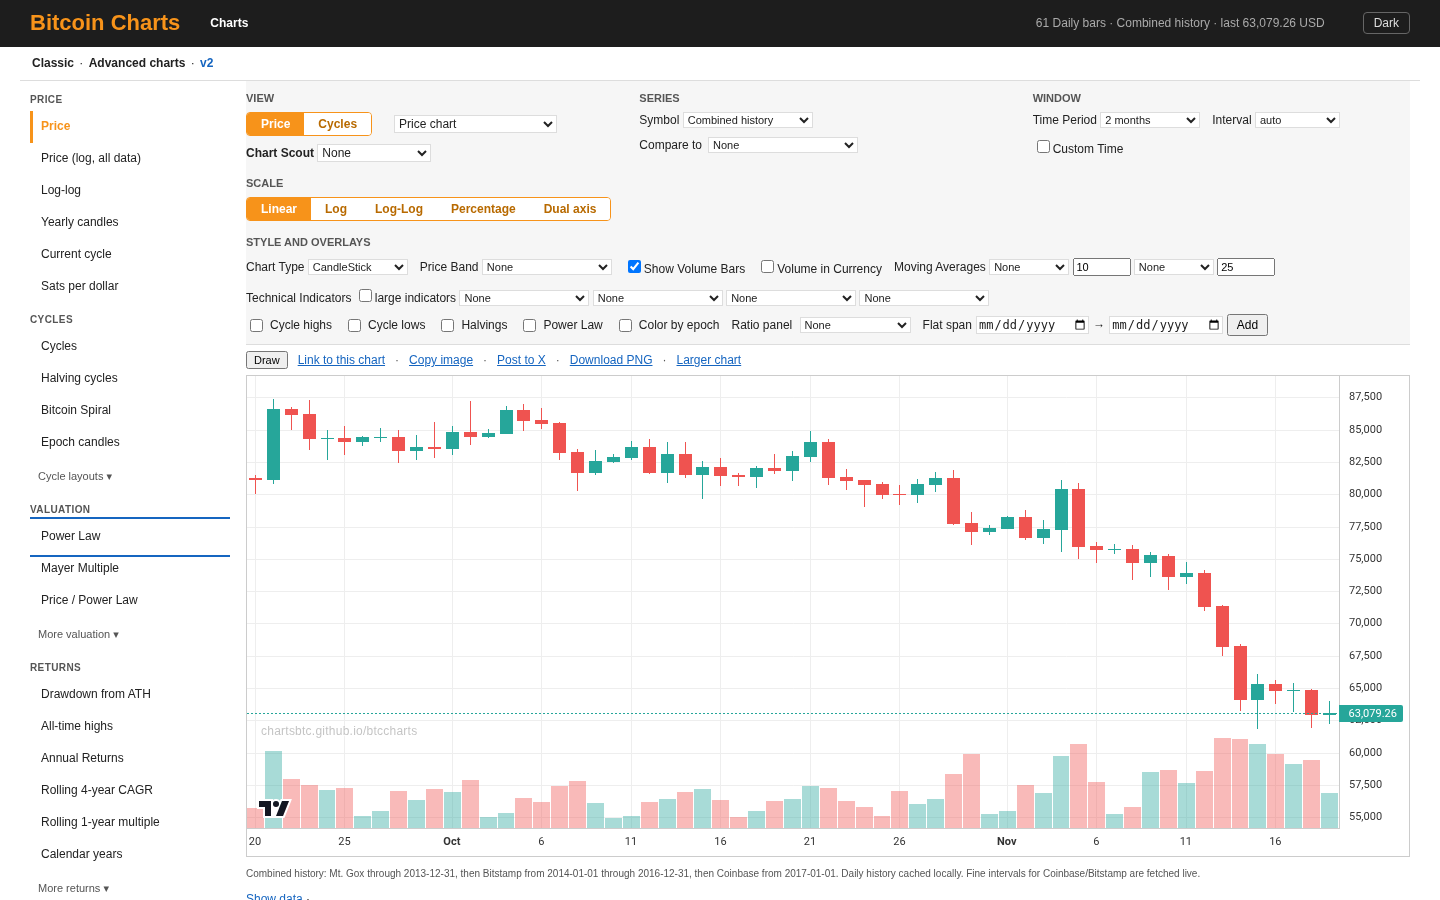 Bitcoin Charts Charts 61 Daily bars · Combined history · last 63,079.26 USD Dark
Classic · Advanced charts · v2
PRICE
Price
Price (log, all data)
Log-log
Yearly candles
Current cycle
Sats per dollar
CYCLES
Cycles
Halving cycles
Bitcoin Spiral
Epoch candles
Cycle layouts ▾
VALUATION
Power Law
Mayer Multiple
Price / Power Law
More valuation ▾
RETURNS
Drawdown from ATH
All-time highs
Annual Returns
Rolling 4-year CAGR
Rolling 1-year multiple
Calendar years
More returns ▾
VIEW
Price Cycles Price chart
Chart Scout None
SERIES
Symbol Combined history
Compare to None
WINDOW
Time Period 2 months Interval auto
Custom Time
SCALE
Linear Log Log-Log Percentage Dual axis
STYLE AND OVERLAYS
Chart Type CandleStick Price Band None Show Volume Bars Volume in Currency Moving Averages None 10 None 25
Technical Indicators large indicators None None None None
Cycle highs Cycle lows Halvings Power Law Color by epoch Ratio panel None Flat span mm/dd/yyyy → mm/dd/yyyy Add
Draw Link to this chart · Copy image · Post to X · Download PNG · Larger chart
87,500
85,000
82,500
80,000
77,500
75,000
72,500
70,000
67,500
65,000
63,079.26
60,000
57,500
55,000
chartsbtc.github.io/btccharts
20 25 Oct 6 11 16 21 26 Nov 6 11 16
Combined history: Mt. Gox through 2013-12-31, then Bitstamp from 2014-01-01 through 2016-12-31, then Coinbase from 2017-01-01. Daily history cached locally. Fine intervals for Coinbase/Bitstamp are fetched live.
Show data ·